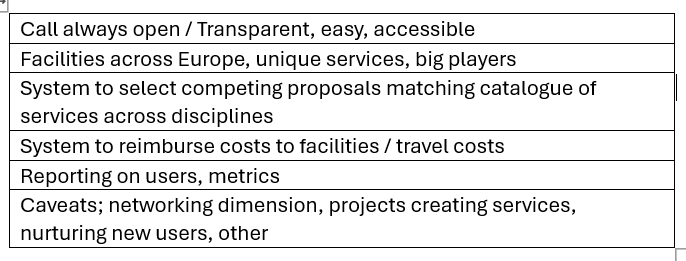 Call always open / Transparent, easy, accessible
Facilities across Europe, unique services, big players
System to select competing proposals matching catalogue of
services across disciplines
System to reimburse costs to facilities / travel costs
Reporting on users, metrics
Caveats; networking dimension, projects creating services,
nurturing new users, other